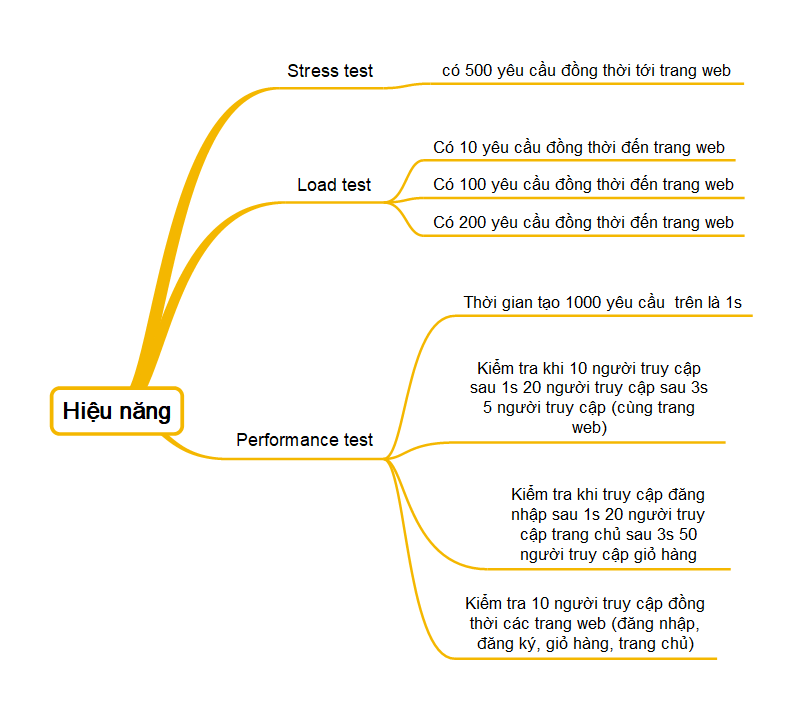 Stress test
có 500 yêu cầu đồng thời tới trang web
Load test
Có 10 yêu cầu đồng thời đến trang web
Có 100 yêu cầu đồng thời đến trang web
Có 200 yêu cầu đồng thời đến trang web
Hiệu năng
Performance test
Thời gian tạo 1000 yêu cầu trên là 1s
Kiểm tra khi 10 người truy cập
sau 1s 20 người truy cập sau 3s
5 người truy cập (cùng trang
web)
Kiểm tra khi truy cập đăng
nhập sau 1s 20 người truy
cập trang chủ sau 3s 50
người truy cập giỏ hàng
Kiểm tra 10 người truy cập đồng
thời các trang web (đăng nhập,
đăng ký, giỏ hàng, trang chủ)